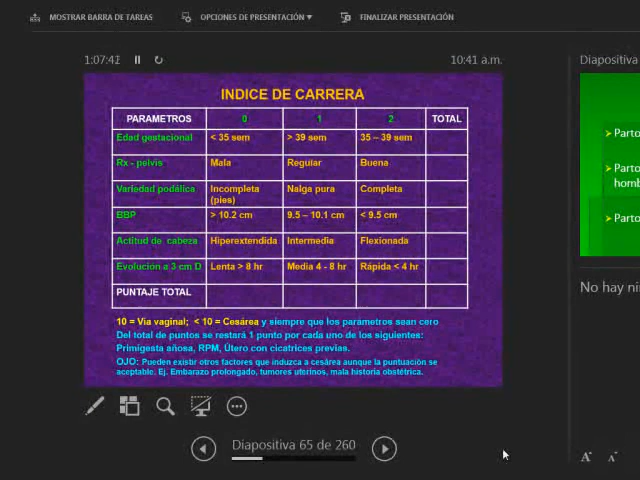 MOSTRAR BARRA DE TAREAS OPCIONES DE PRESENTACIÓN ▼ FINALIZAR PRESENTACIÓN
1:07:42 10:41 a.m. Diapositiva
INDICE DE CARRERA
PARAMETROS 0 1 2 TOTAL
Edad gestacional < 35 sem > 39 sem 35 – 39 sem
Rx - pelvis Mala Regular Buena
Variedad podálica Incompleta (pies) Nalga pura Completa
BBP > 10.2 cm 9.5 – 10.1 cm < 9.5 cm
Actitud de cabeza Hiperextendida Intermedia Flexionada
Evolución a 3 cm D Lenta > 8 hr Media 4 - 8 hr Rápida < 4 hr
PUNTAJE TOTAL
10 = Vía vaginal; < 10 = Cesárea y siempre que los parámetros sean cero
Del total de puntos se restará 1 punto por cada uno de los siguientes:
Primigesta añosa, RPM, Útero con cicatrices previas.
OJO: Pueden existir otros factores que induzca a cesárea aunque la puntuación se
aceptable. Ej. Embarazo prolongado, tumores uterinos, mala historia obstétrica.
Diapositiva 65 de 260
➢ Parto
➢ Parto
homb
➢ Parto
No hay nin
A A